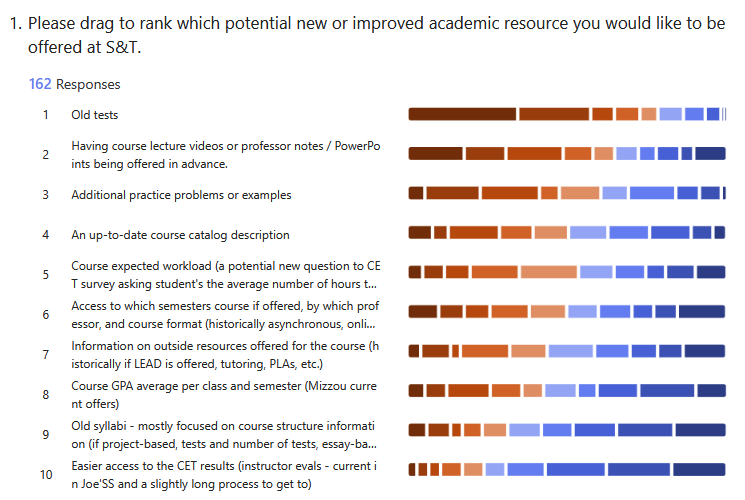 1. Please drag to rank which potential new or improved academic resource you would like to be
offered at S&T.
162 Responses
1 Old tests
2 Having course lecture videos or professor notes / PowerPo
ints being offered in advance.
3 Additional practice problems or examples
4 An up-to-date course catalog description
5 Course expected workload (a potential new question to CE
T survey asking student's the average number of hours t...
6 Access to which semesters course if offered, by which prof
essor, and course format (historically asynchronous, onli...
7 Information on outside resources offered for the course (h
istorically if LEAD is offered, tutoring, PLAs, etc.)
8 Course GPA average per class and semester (Mizzou curre
nt offers)
9 Old syllabi - mostly focused on course structure informati
on (if project-based, tests and number of tests, essay-ba...
10 Easier access to the CET results (instructor evals - current i
n Joe'SS and a slightly long process to get to)